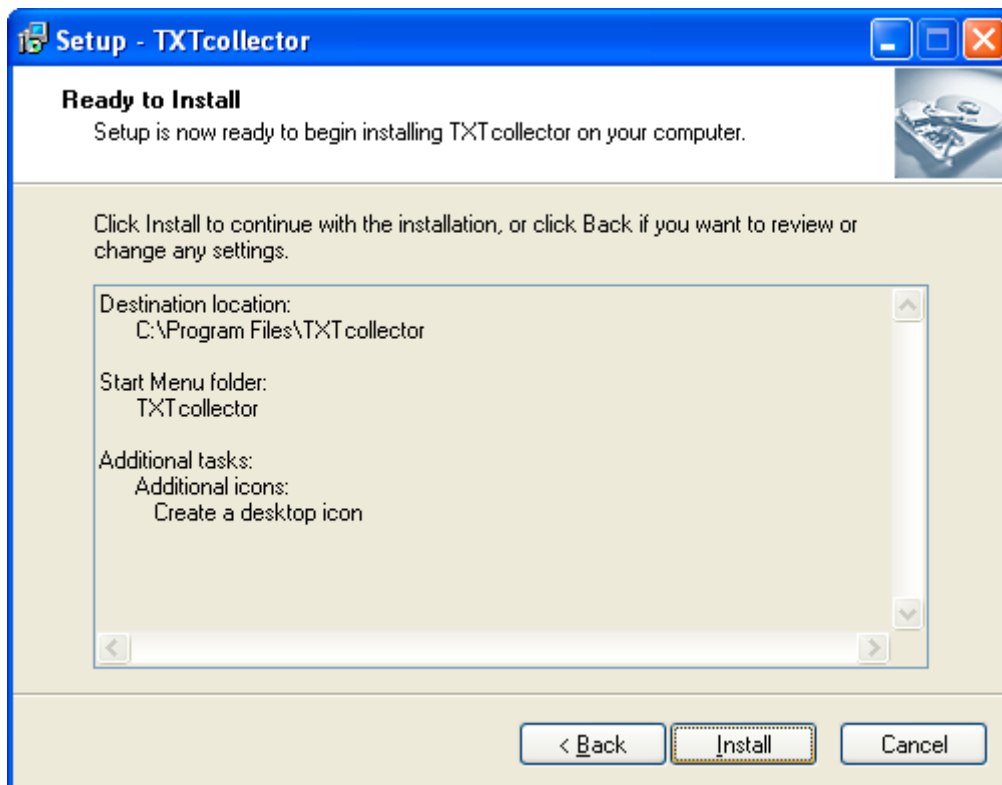 Setup - TXTcollector
Ready to Install
Setup is now ready to begin installing TXTcollector on your computer.
Click Install to continue with the installation, or click Back if you want to review or
change any settings.
Destination location:
C:\Program Files\TXTcollector
Start Menu folder:
TXTcollector
Additional tasks:
Additional icons:
Create a desktop icon
< Back
Install
Cancel